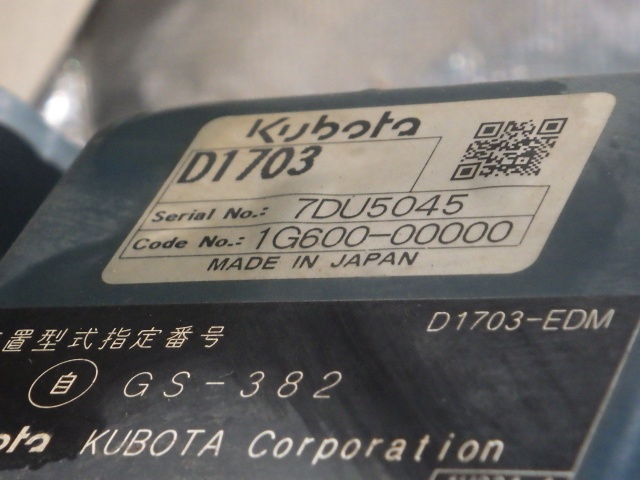 Kubota
D1703
Serial No.: 7DU5045
Code No.: 1G600-00000
MADE IN JAPAN
置型式指定番号
D1703-EDM
自 GS-382
KUBOTA Corporation